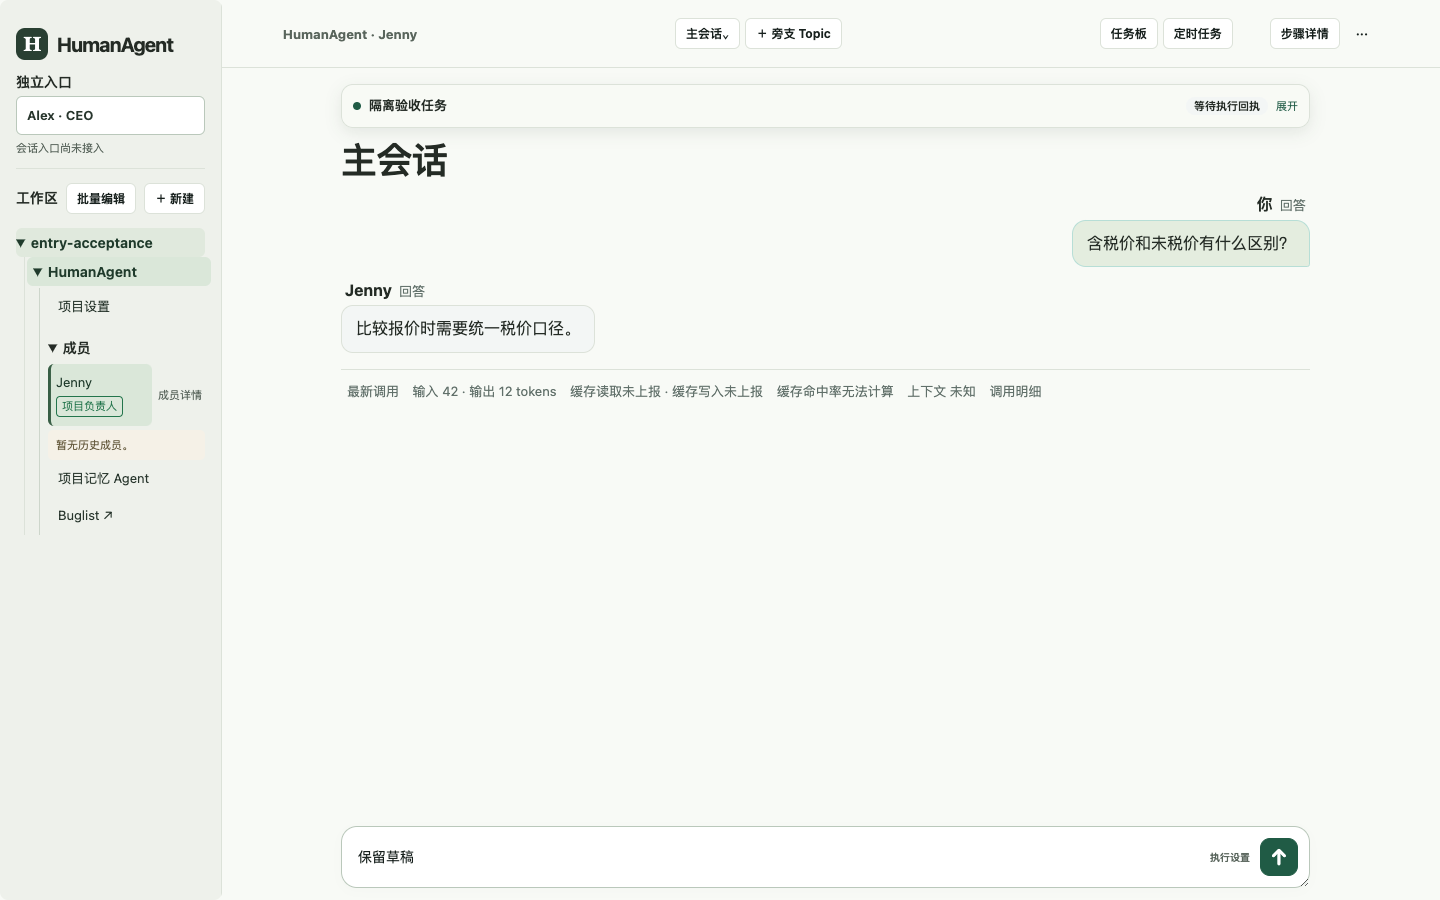 H HumanAgent
独立入口
Alex · CEO
会话入口尚未接入
工作区 批量编辑 + 新建
▼ entry-acceptance
▼ HumanAgent
项目设置
▼ 成员
Jenny
项目负责人
成员详情
暂无历史成员。
项目记忆 Agent
Buglist ↗
HumanAgent · Jenny
主会话⌄ + 旁支 Topic
任务板 定时任务 步骤详情 ···
隔离验收任务 等待执行回执 展开
主会话
你 回答
含税价和未税价有什么区别?
Jenny 回答
比较报价时需要统一税价口径。
最新调用 输入 42 · 输出 12 tokens 缓存读取未上报 · 缓存写入未上报 缓存命中率无法计算 上下文 未知 调用明细
保留草稿 执行设置